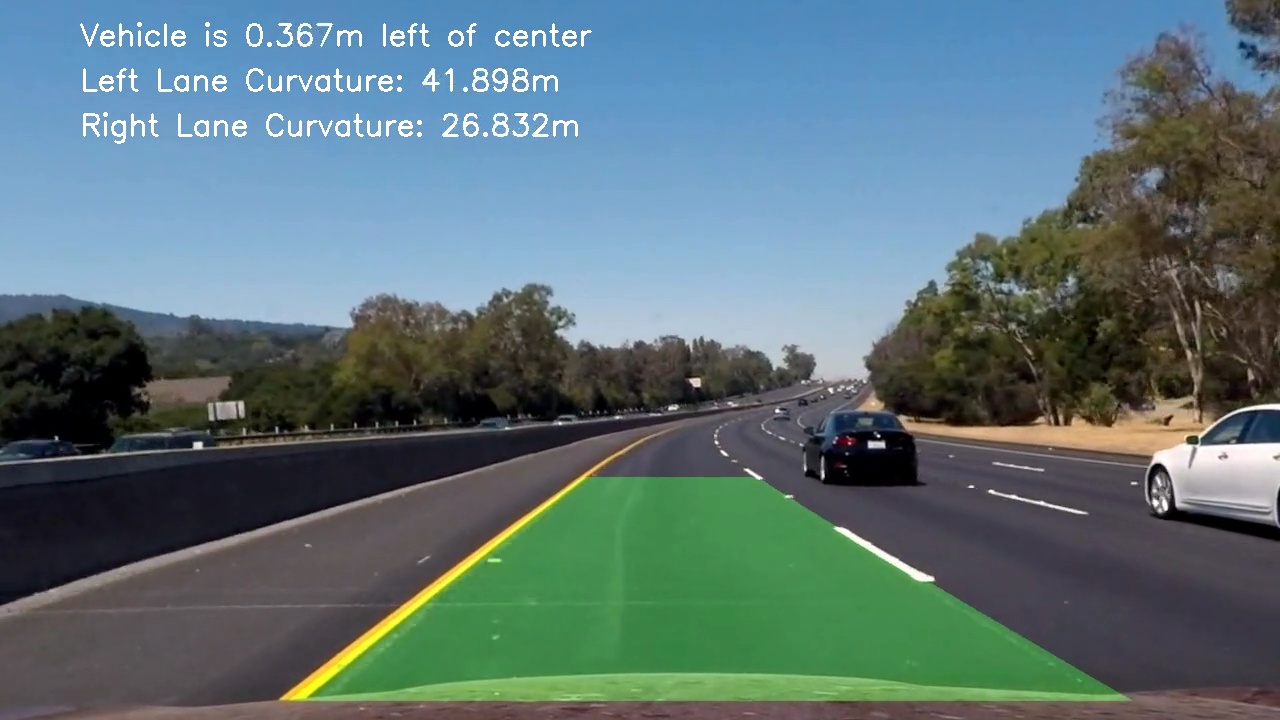 Vehicle is 0.367m left of center
Left Lane Curvature: 41.898m
Right Lane Curvature: 26.832m